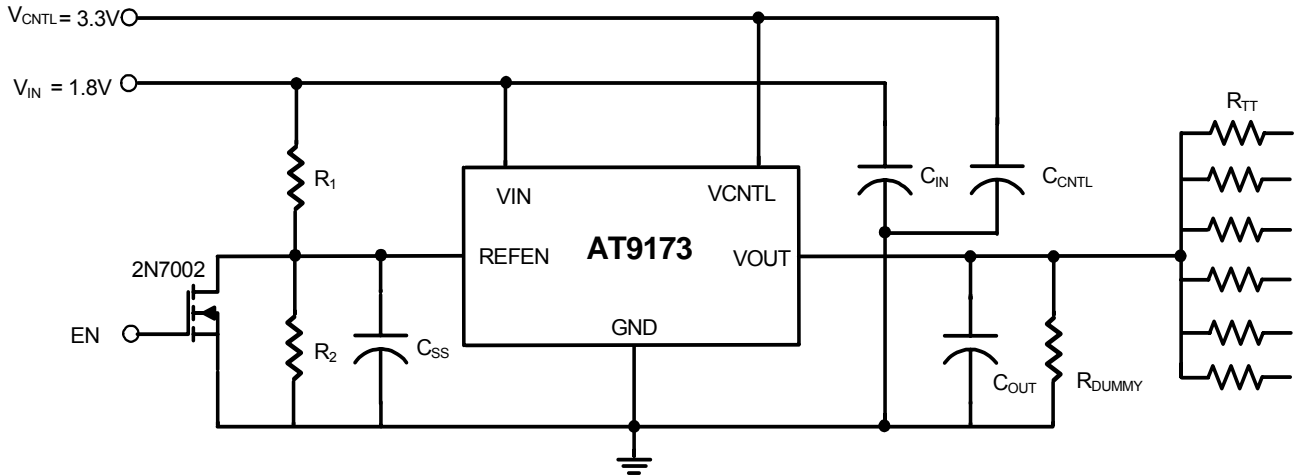 VCNTL = 3.3V
VIN = 1.8V
RTT
R1
VIN
VCNTL
CIN
CCNTL
REFEN
AT9173
VOUT
2N7002
GND
EN
R2
CSS
COUT
RDUMMY